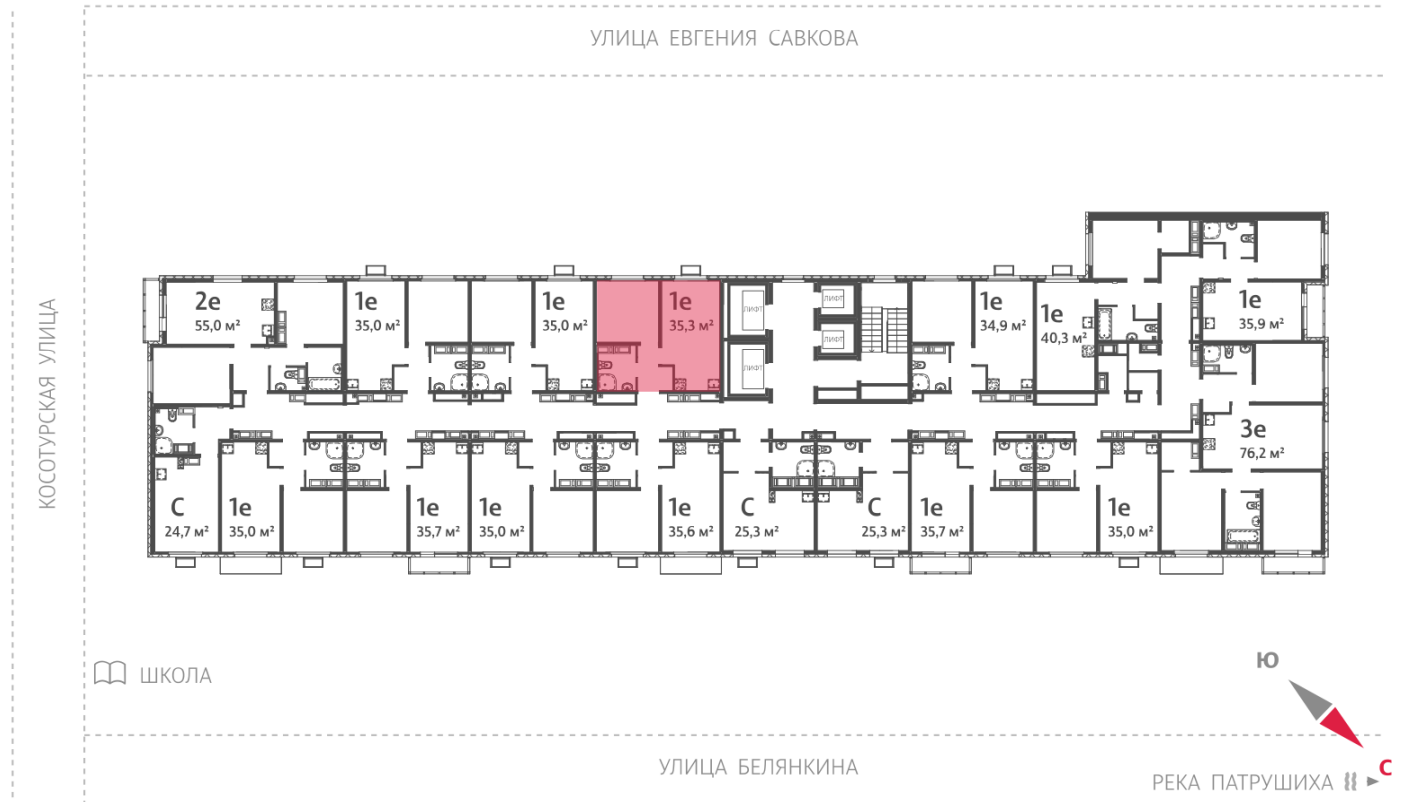 УЛИЦА ЕВГЕНИЯ САВКОВА
КОСОТУРСКАЯ УЛИЦА
2е
55,0 м²
1е
35,0 м²
1е
35,0 м²
1е
35,3 м²
ЛИФТ
ЛИФТ
ЛИФТ
ЛИФТ
1е
34,9 м²
1е
40,3 м²
1е
35,9 м²
3е
76,2 м²
С
24,7 м²
1е
35,0 м²
1е
35,7 м²
1е
35,0 м²
1е
35,6 м²
С
25,3 м²
С
25,3 м²
1е
35,7 м²
1е
35,0 м²
ШКОЛА
Ю
С
УЛИЦА БЕЛЯНКИНА
РЕКА ПАТРУШИХА